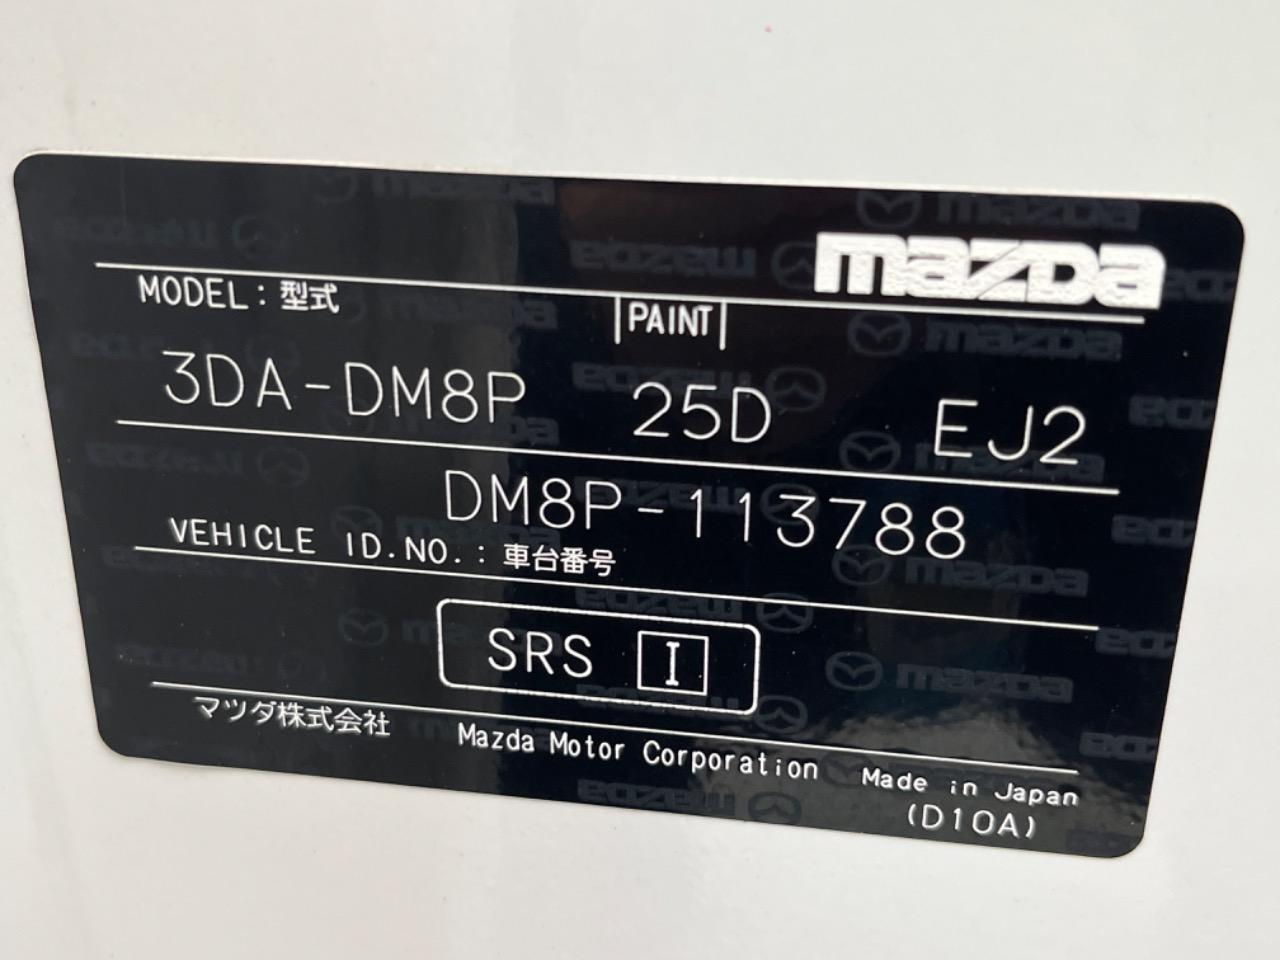 mazda
MODEL:型式
PAINT
3DA-DM8P 25D EJ2
DM8P-113788
VEHICLE ID.NO.:車台番号
SRS I
マツダ株式会社 Mazda Motor Corporation Made in Japan
(D10A)